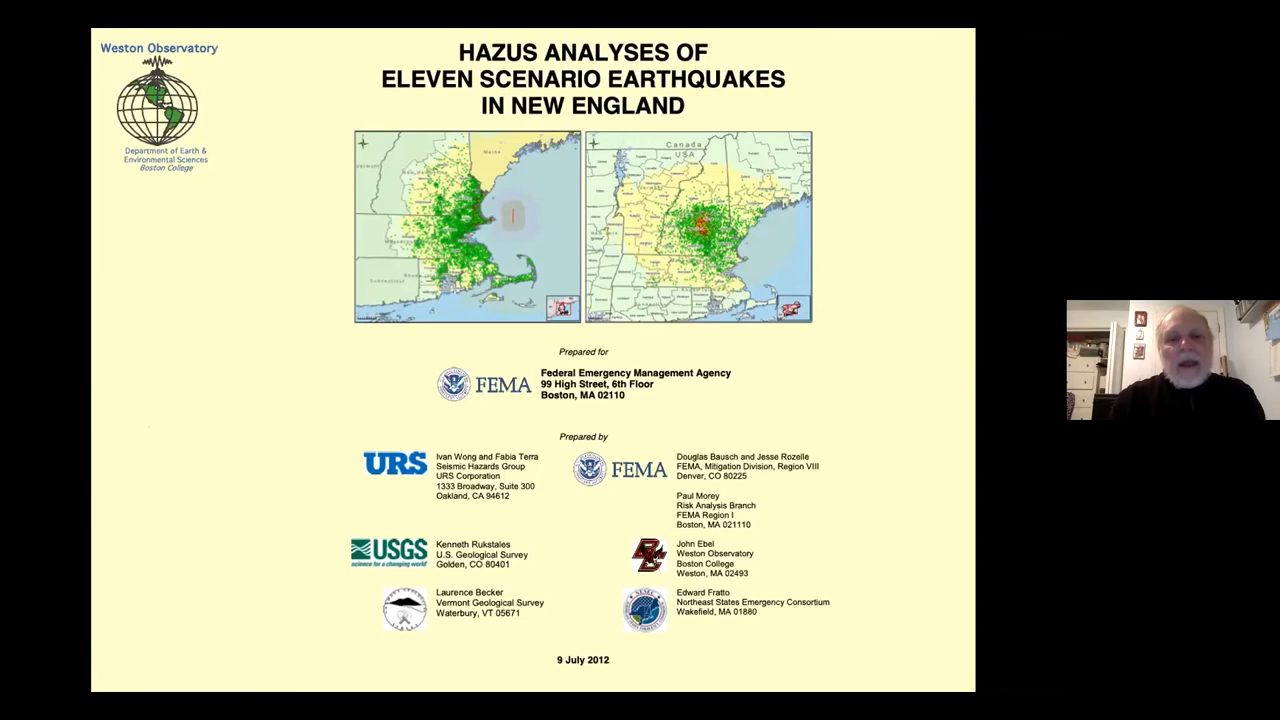 Weston Observatory
Department of Earth &
Environmental Sciences
Boston College
HAZUS ANALYSES OF
ELEVEN SCENARIO EARTHQUAKES
IN NEW ENGLAND
Maine
Canada
USA
Prepared for
FEMA
Federal Emergency Management Agency
99 High Street, 6th Floor
Boston, MA 02110
Prepared by
URS
Ivan Wong and Fabia Terra
Seismic Hazards Group
URS Corporation
1333 Broadway, Suite 300
Oakland, CA 94612
FEMA
Douglas Bausch and Jesse Rozelle
FEMA, Mitigation Division, Region VIII
Denver, CO 80225
Paul Morey
Risk Analysis Branch
FEMA Region I
Boston, MA 021110
USGS
science for a changing world
Kenneth Rukstales
U.S. Geological Survey
Golden, CO 80401
John Ebel
Weston Observatory
Boston College
Weston, MA 02493
Laurence Becker
Vermont Geological Survey
Waterbury, VT 05671
NESEC
Edward Fratto
Northeast States Emergency Consortium
Wakefield, MA 01880
9 July 2012